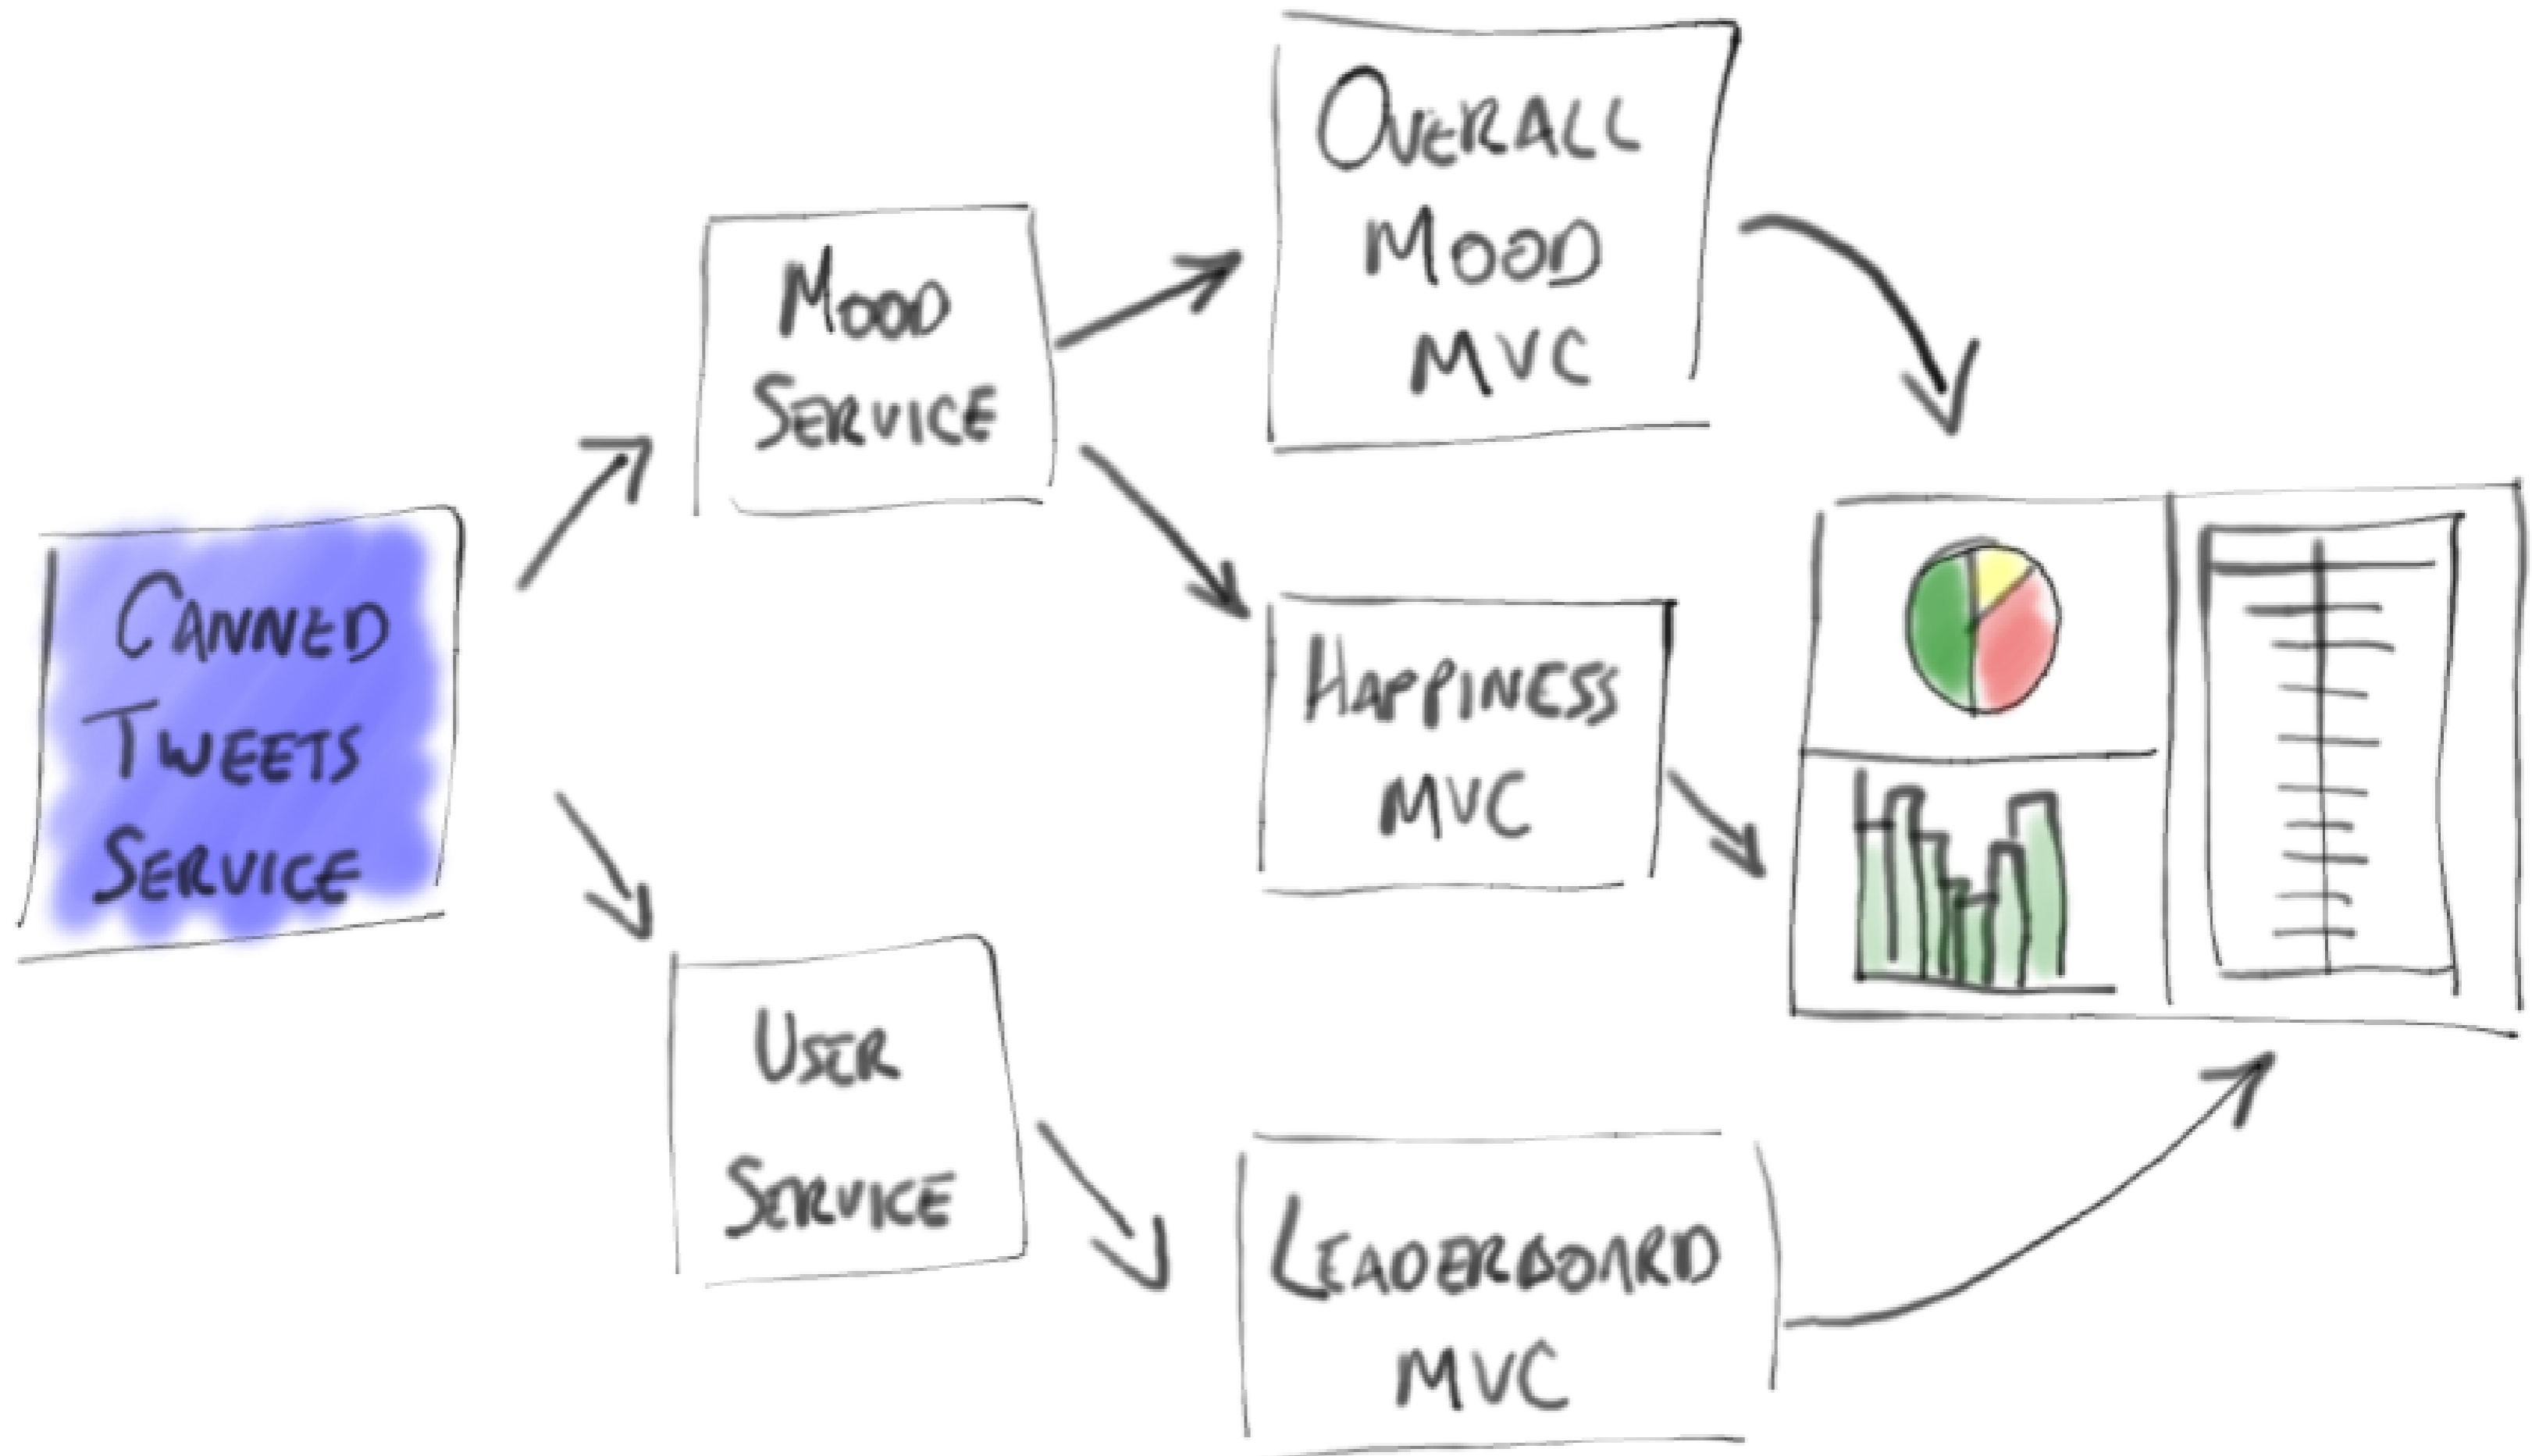 OVERALL
MOOD
MVC
MOOD
SERVICE
CANNED
TWEETS
SERVICE
HAPPINESS
MVC
USER
SERVICE
LEADERBOARD
MVC